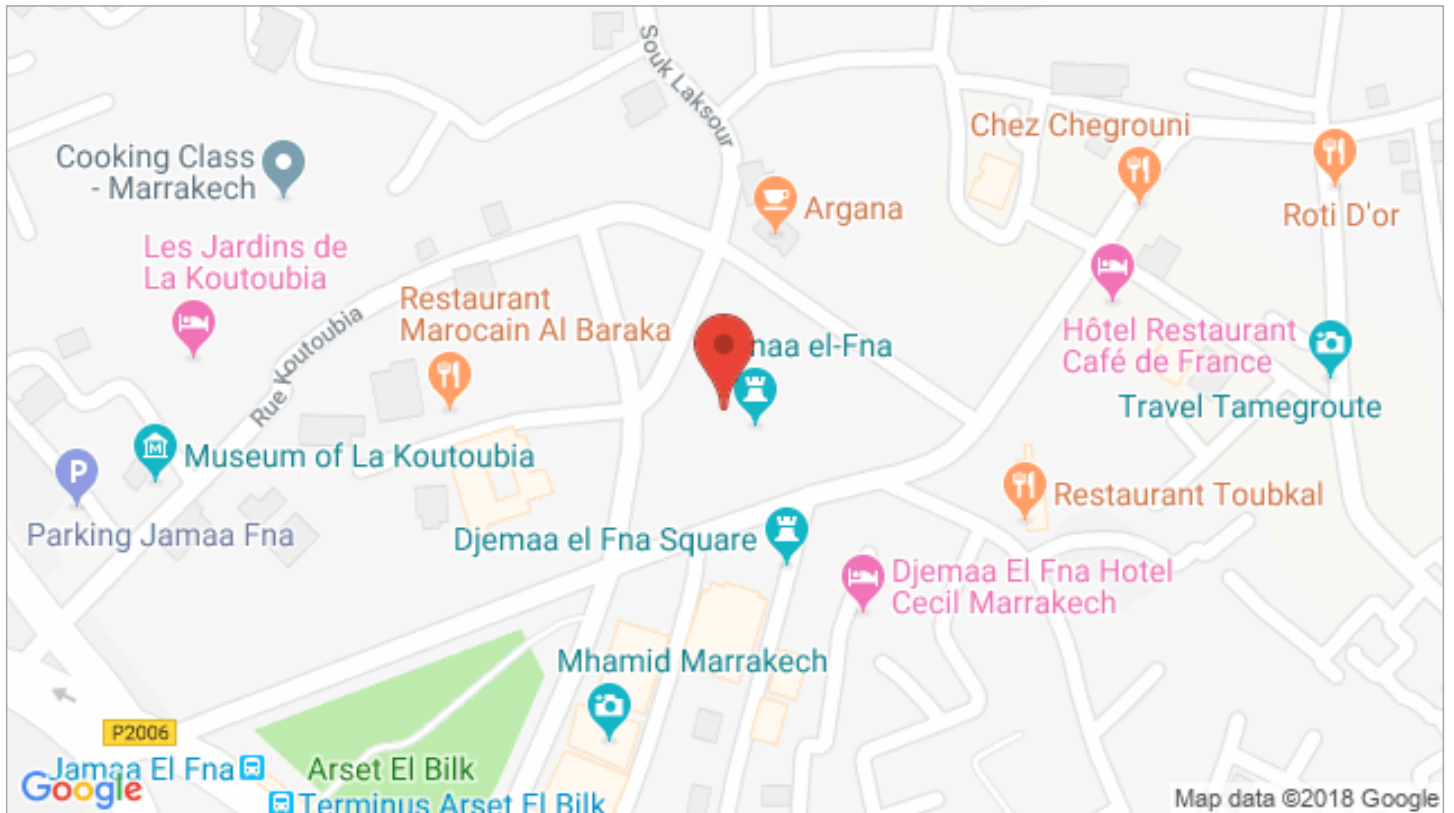 Souk Laksour
Chez Chegrouni
Cooking Class
- Marrakech
Argana
Roti D'or
Les Jardins de
La Koutoubia
Restaurant
Marocain Al Baraka
Rue Koutoubia
naa el-Fna
Hôtel Restaurant
Café de France
Travel Tamegroute
Museum of La Koutoubia
P
Restaurant Toubkal
Parking Jamaa Fna
Djemaa el Fna Square
Djemaa El Fna Hotel
Cecil Marrakech
Mhamid Marrakech
P2006
Jamaa El Fna
Arset El Bilk
Google
Terminus Arset El Bilk
Map data ©2018 Google